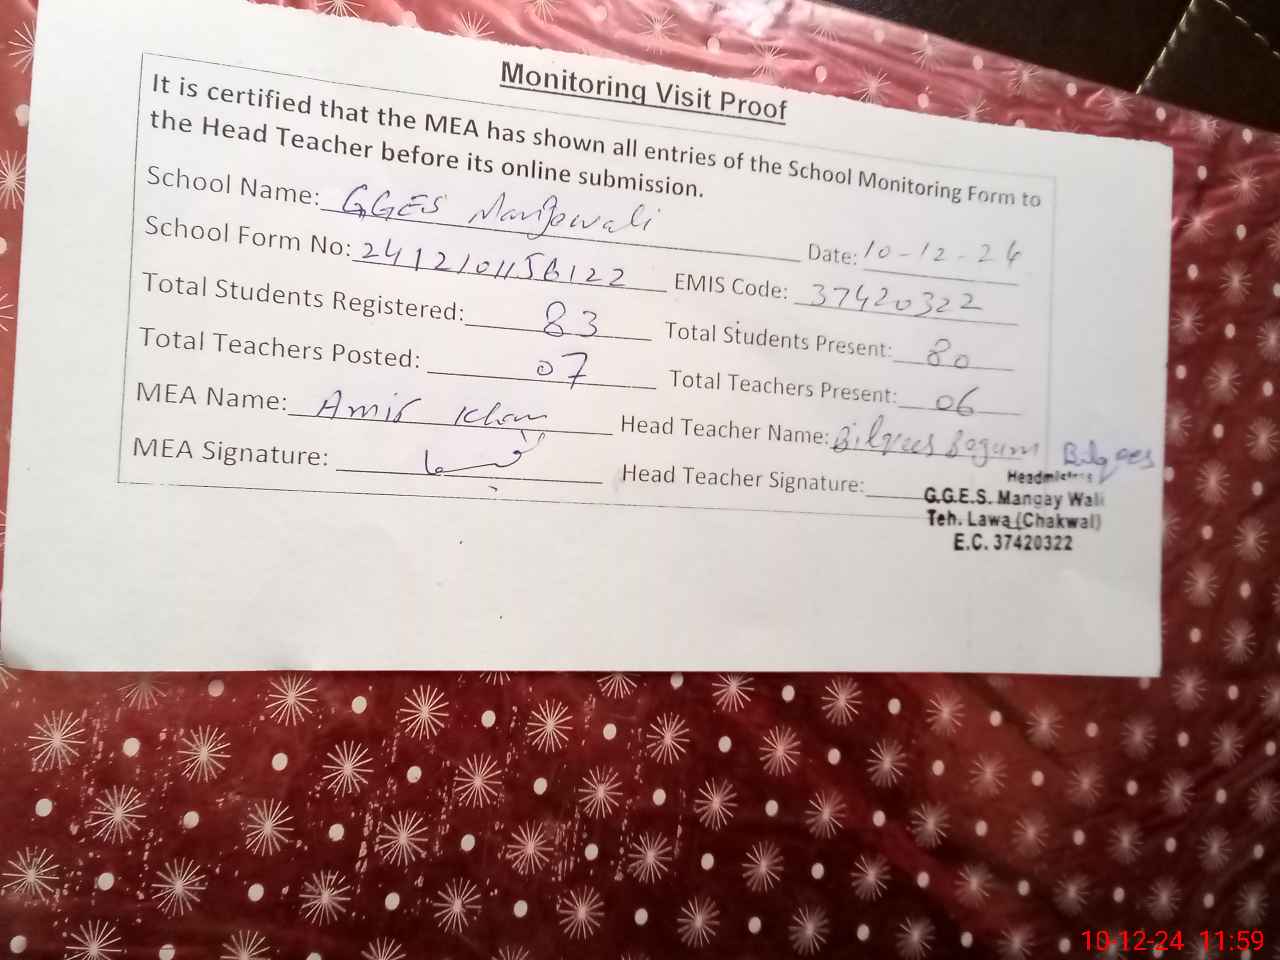 Monitoring Visit Proof
It is certified that the MEA has shown all entries of the School Monitoring Form to
the Head Teacher before its online submission.
School Name: GGES Mangowali
Date: 10-12-24
School Form No: 2412101156122 EMIS Code: 37420322
Total Students Registered: 83 Total Students Present: 80
Total Teachers Posted: 07 Total Teachers Present: 06
MEA Name: Amir Khan Head Teacher Name: Bilqees Begum Bilqees
MEA Signature: Head Teacher Signature:
Headmistress
G.G.E.S. Mangay Wali
Teh. Lawa (Chakwal)
E.C. 37420322
10-12-24 11:59